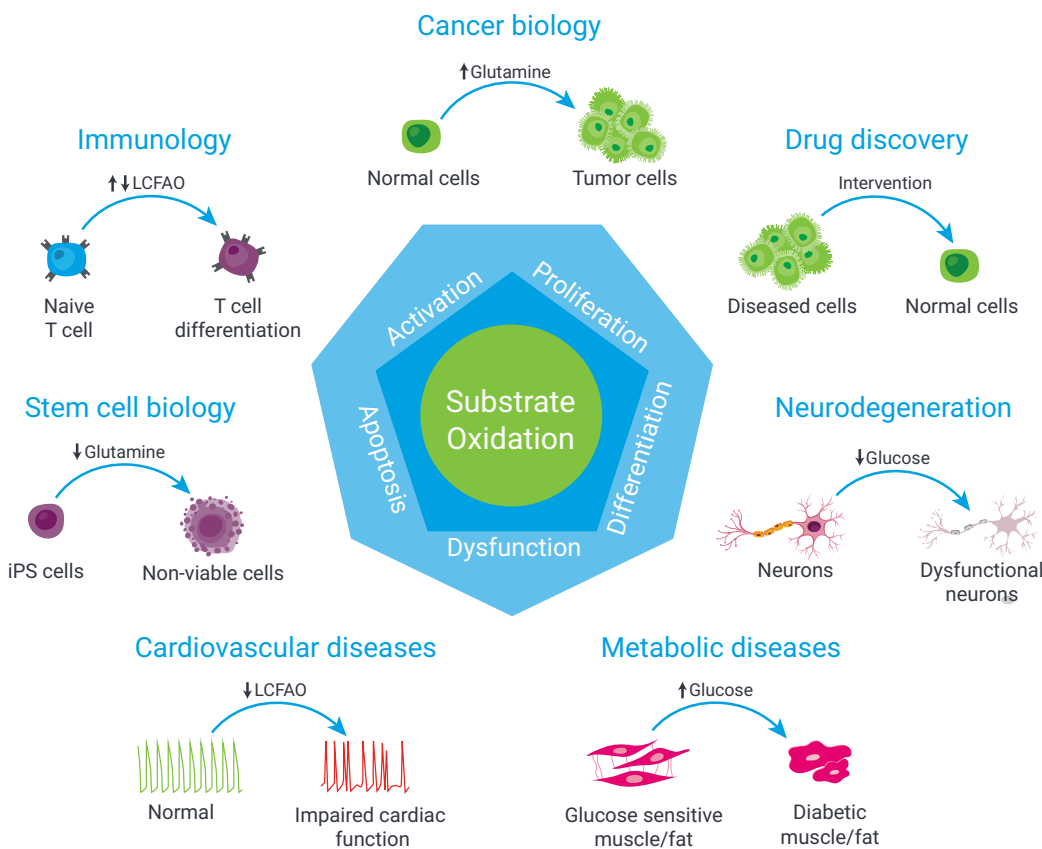 Cancer biology
↑Glutamine
Normal cells
Tumor cells
Immunology
↑↓LCFAO
Naive
T cell
T cell
differentiation
Drug discovery
Intervention
Diseased cells
Normal cells
Activation
Proliferation
Differentiation
Dysfunction
Apoptosis
Substrate
Oxidation
Stem cell biology
↓Glutamine
iPS cells
Non-viable cells
Neurodegeneration
↓Glucose
Neurons
Dysfunctional
neurons
Cardiovascular diseases
↓LCFAO
Normal
Impaired cardiac
function
Metabolic diseases
↑Glucose
Glucose sensitive
muscle/fat
Diabetic
muscle/fat